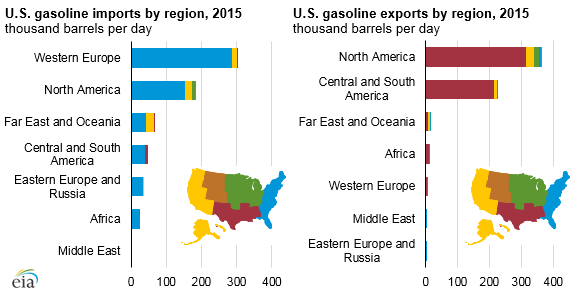 U.S. gasoline imports by region, 2015
thousand barrels per day
Western Europe
North America
Far East and Oceania
Central and South
America
Eastern Europe and
Russia
Africa
Middle East
0 100 200 300 400
eia
U.S. gasoline exports by region, 2015
thousand barrels per day
North America
Central and South
America
Far East and Oceania
Africa
Western Europe
Middle East
Eastern Europe and
Russia
0 100 200 300 400